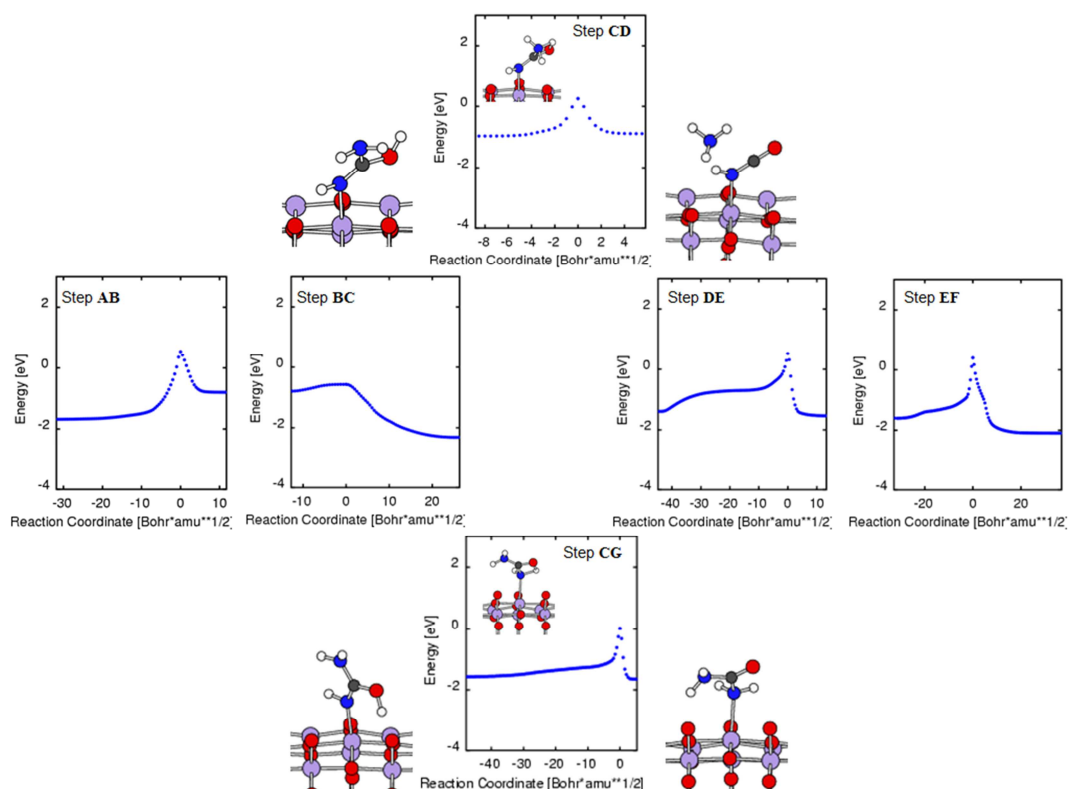 Step CD
Energy [eV]
2
0
-2
-4
-8 -6 -4 -2 0 2 4
Reaction Coordinate [Bohr*amu**1/2]
Step AB
Energy [eV]
2
0
-2
-4
-30 -20 -10 0 10
Reaction Coordinate [Bohr*amu**1/2]
Step BC
Energy [eV]
2
0
-2
-4
-10 0 10 20
Reaction Coordinate [Bohr*amu**1/2]
Step DE
Energy [eV]
2
0
-2
-4
-40 -30 -20 -10 0 10
Reaction Coordinate [Bohr*amu**1/2]
Step EF
Energy [eV]
2
0
-2
-4
-20 0 20
Reaction Coordinate [Bohr*amu**1/2]
Step CG
Energy [eV]
2
0
-2
-4
-40 -30 -20 -10 0
Reaction Coordinate [Bohr*amu**1/2]